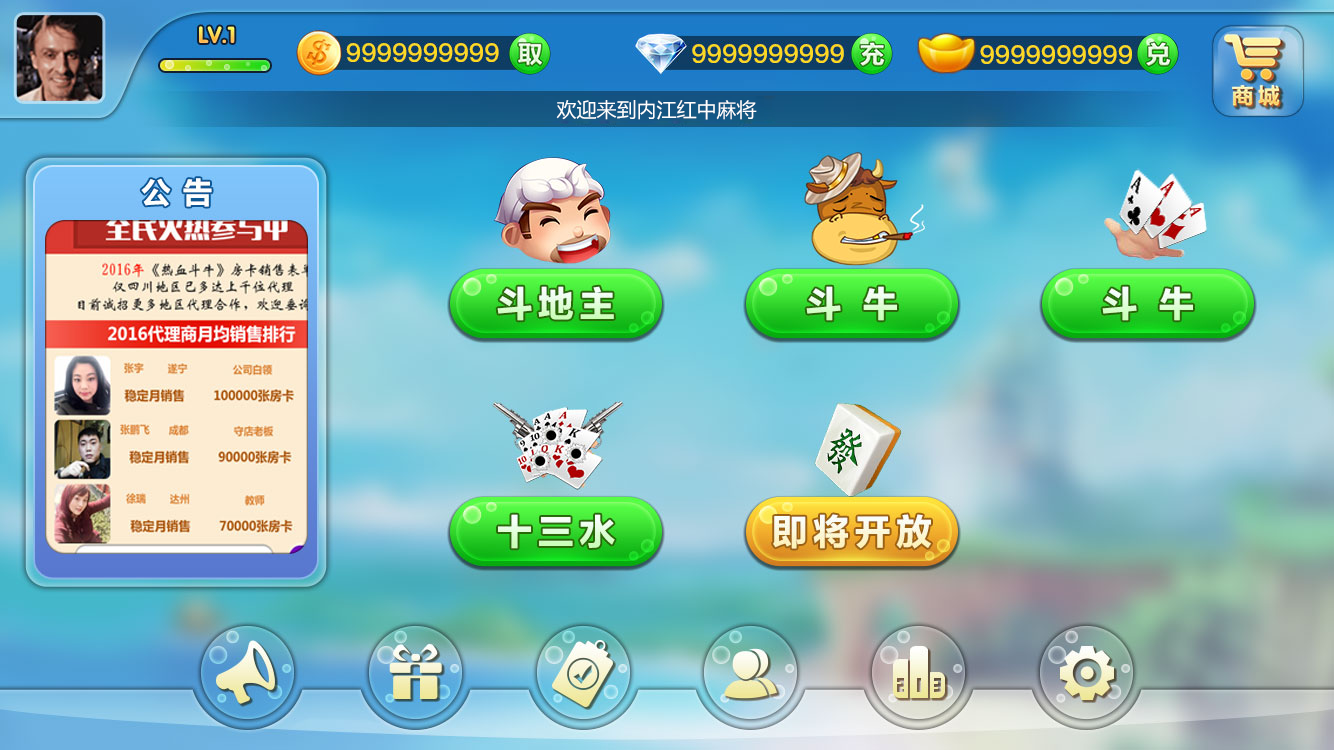 LV.1
9999999999 取
9999999999 充
9999999999 兑
商城
欢迎来到内江红中麻将
公告
全民火热参与中
2016年《热血斗牛》房卡销售表
仅四川地区已多达上千位代理
目前诚招更多地区代理合作，欢迎垂
2016代理商月均销售排行
张宇 遂宁 公司白领
稳定月销售 100000张房卡
张鹏飞 成都 守店老板
稳定月销售 90000张房卡
徐瑞 达州 教师
稳定月销售 70000张房卡
斗地主
斗牛
A A A
斗牛
十三水
發
即将开放